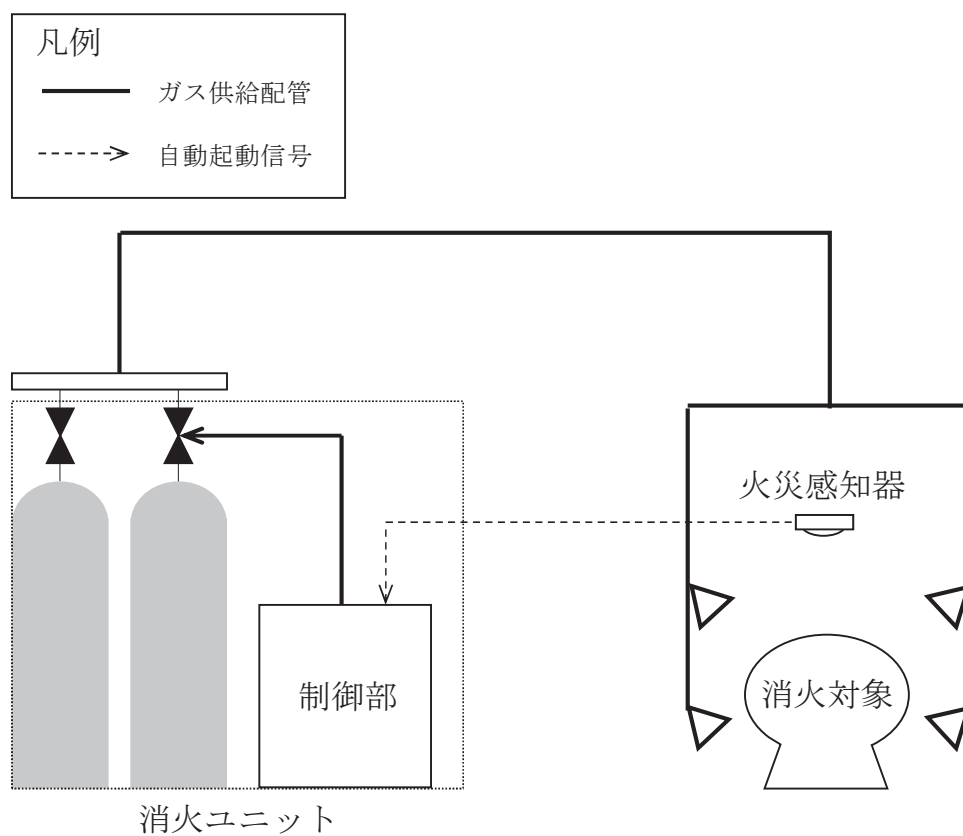 凡例
ガス供給配管
自動起動信号
火災感知器
制御部
消火対象
消火ユニット